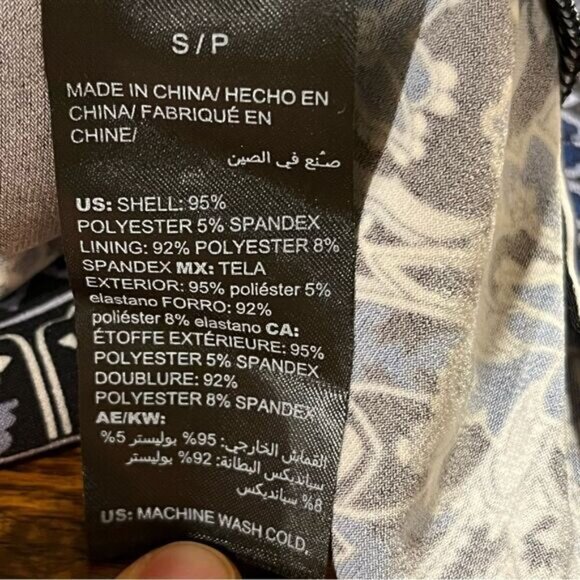 S / P
MADE IN CHINA/ HECHO EN
CHINA/ FABRIQUÉ EN
CHINE/
صنع في الصين
US: SHELL: 95%
POLYESTER 5% SPANDEX
LINING: 92% POLYESTER 8%
SPANDEX MX: TELA
EXTERIOR: 95% poliéster 5%
elastano FORRO: 92%
poliéster 8% elastano CA:
ÉTOFFE EXTÉRIEURE: 95%
POLYESTER 5% SPANDEX
DOUBLURE: 92%
POLYESTER 8% SPANDEX
AE/KW:
القماش الخارجي: 95% بوليستر 5%
سباندكس البطانة: 92% بوليستر
8% سباندكس
US: MACHINE WASH COLD,